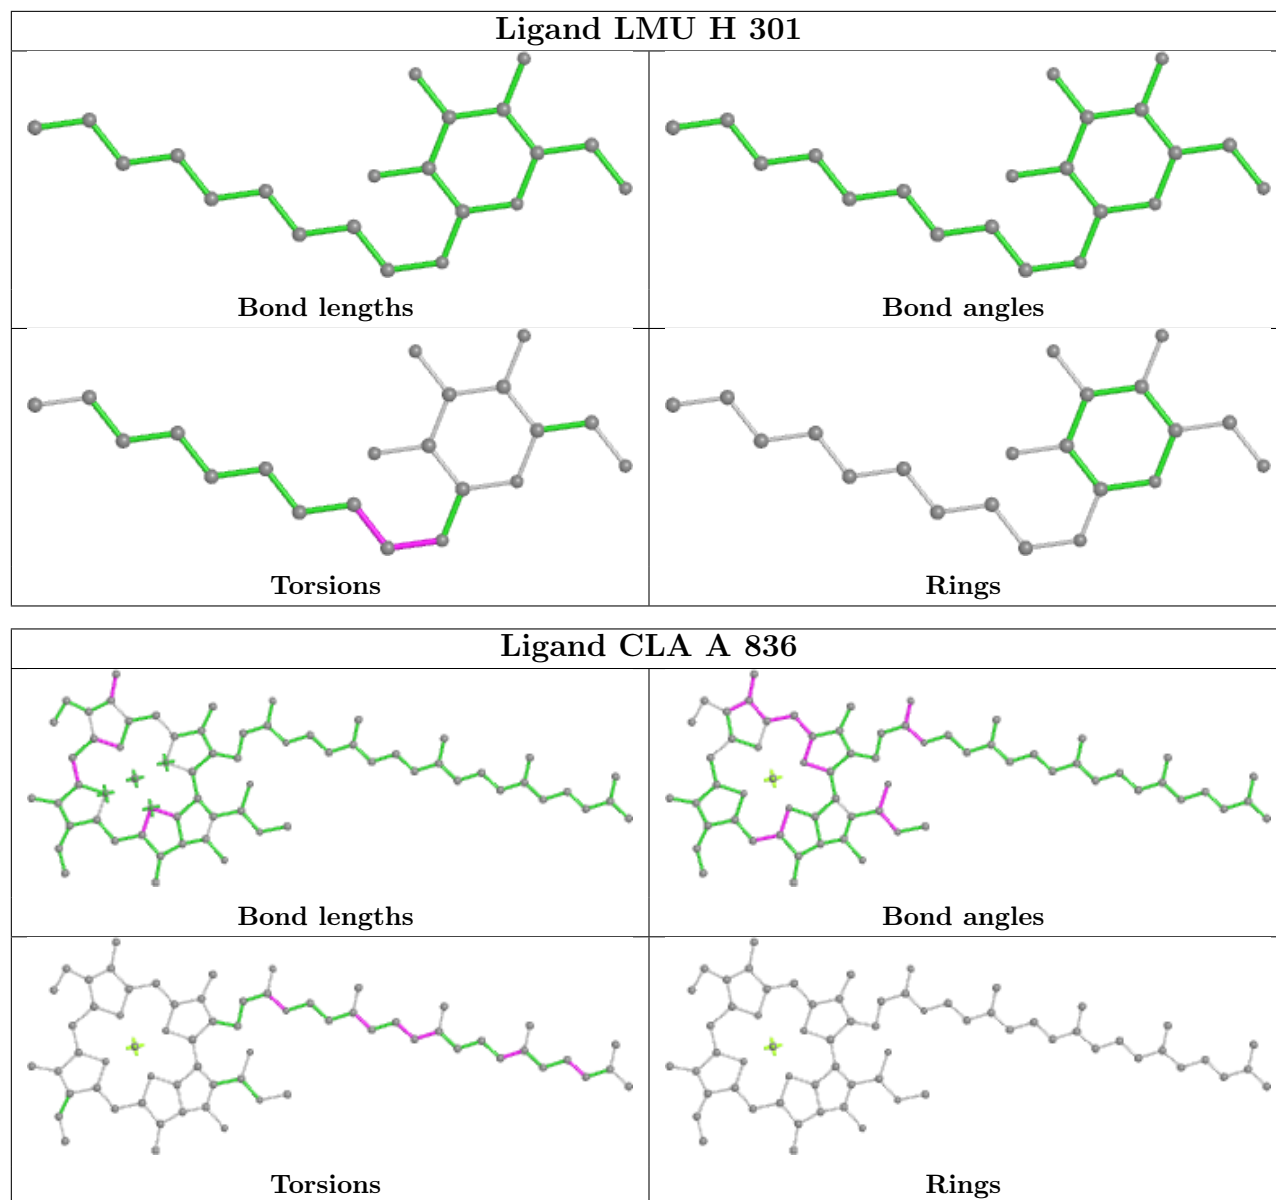 Ligand LMU H 301
Bond lengths
Bond angles
Torsions
Rings
Ligand CLA A 836
Bond lengths
Bond angles
Torsions
Rings